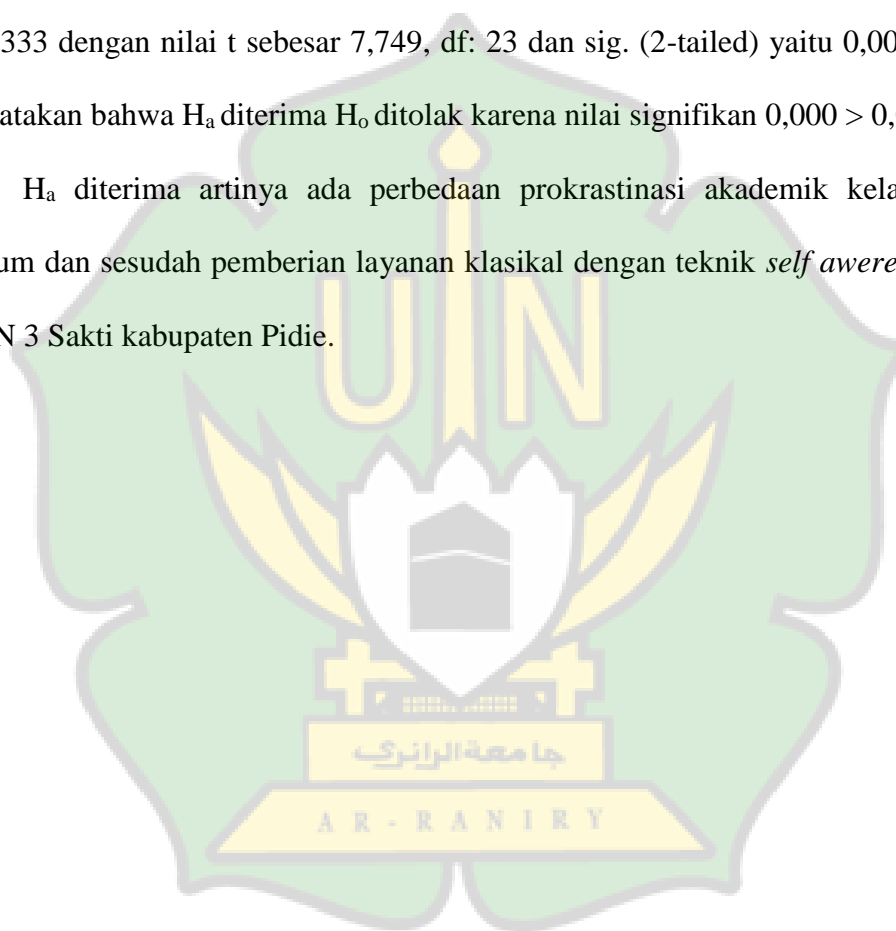 333 dengan nilai t sebesar 7,749, df: 23 dan sig. (2-tailed) yaitu 0,00
atakan bahwa Ha diterima Ho ditolak karena nilai signifikan 0,000 > 0,
Ha diterima artinya ada perbedaan prokrastinasi akademik kela
um dan sesudah pemberian layanan klasikal dengan teknik self awere
N 3 Sakti kabupaten Pidie.
UIN
جامعة الرانري
AR-RANIRY